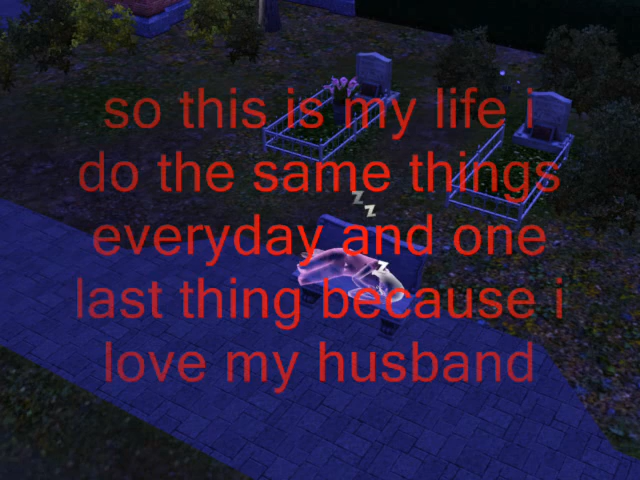 so this is my life i
do the same things
everyday and one
last thing because i
love my husband
z
z
z